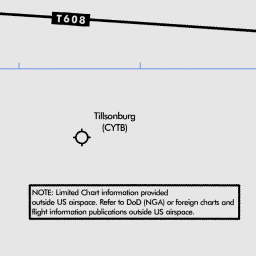 T608
Tillsonburg
(CYTB)
NOTE: Limited Chart information provided
outside US airspace. Refer to DoD (NGA) or foreign charts and
flight information publications outside US airspace.